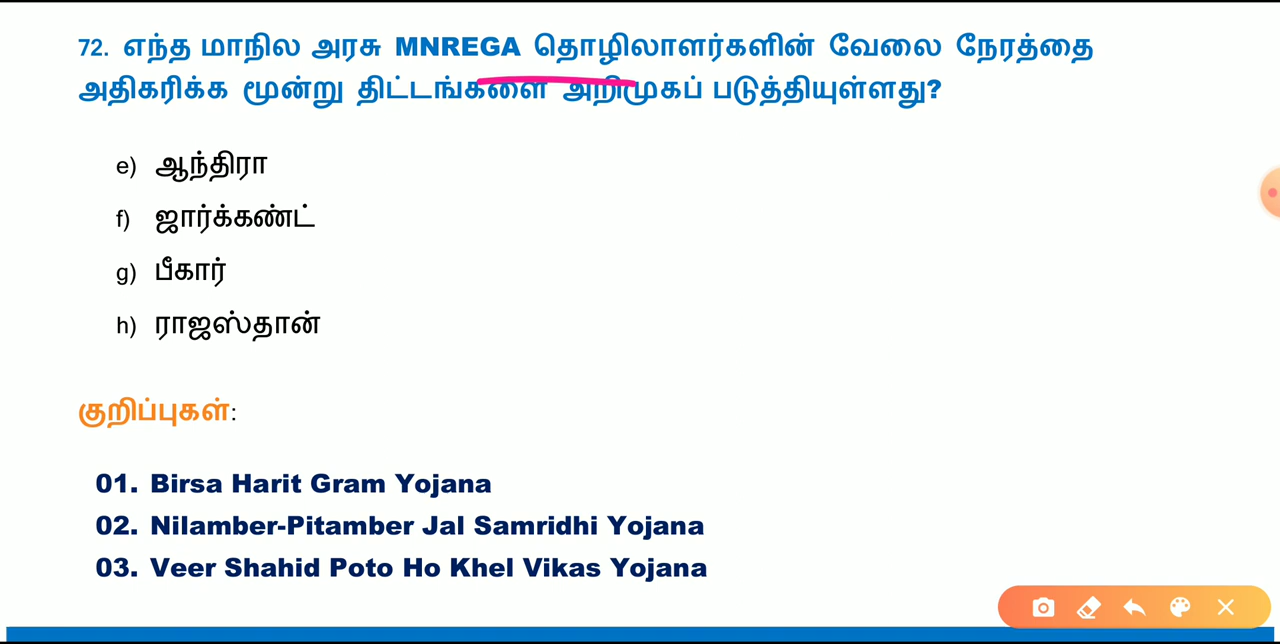 72. எந்த மாநில அரசு MNREGA தொழிலாளர்களின் வேலை நேரத்தை
அதிகரிக்க மூன்று திட்டங்களை அறிமுகப் படுத்தியுள்ளது?
e) ஆந்திரா
f) ஜார்க்கண்ட்
g) பீகார்
h) ராஜஸ்தான்
குறிப்புகள்:
01. Birsa Harit Gram Yojana
02. Nilamber-Pitamber Jal Samridhi Yojana
03. Veer Shahid Poto Ho Khel Vikas Yojana